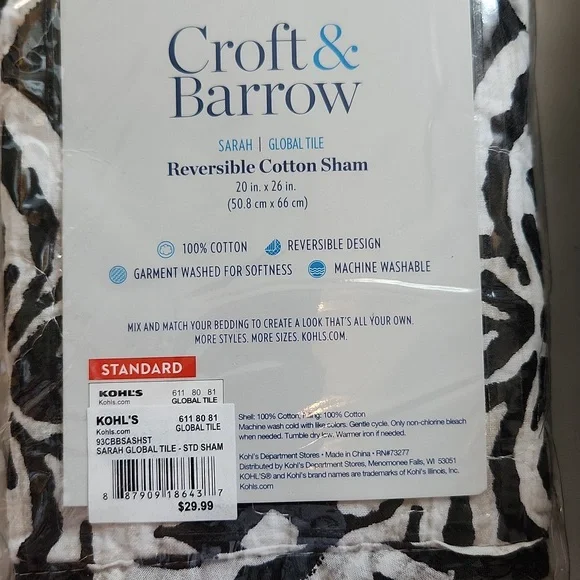 Croft &
Barrow
SARAH | GLOBAL TILE
Reversible Cotton Sham
20 in. x 26 in.
(50.8 cm x 66 cm)
100% COTTON REVERSIBLE DESIGN
GARMENT WASHED FOR SOFTNESS MACHINE WASHABLE
MIX AND MATCH YOUR BEDDING TO CREATE A LOOK THAT'S ALL YOUR OWN.
MORE STYLES. MORE SIZES. KOHLS.COM.
STANDARD
KOHL'S 611 80 81
Kohls.com GLOBAL TILE
KOHL'S 611 80 81
Kohls.com GLOBAL TILE
93CBBSASHST
SARAH GLOBAL TILE - STD SHAM
8 87909 18643 7
$29.99
Shell: 100% Cotton; Filling: 100% Cotton
Machine wash cold with like colors. Gentle cycle. Only non-chlorine bleach
when needed. Tumble dry low. Warmer iron if needed.
Kohl's Department Stores • Made in China • RN#73277
Distributed by Kohl's Department Stores, Menomonee Falls, WI 53051
KOHL'S® and Kohl's brand names are trademarks of Kohl's Illinois, Inc.
Kohls.com